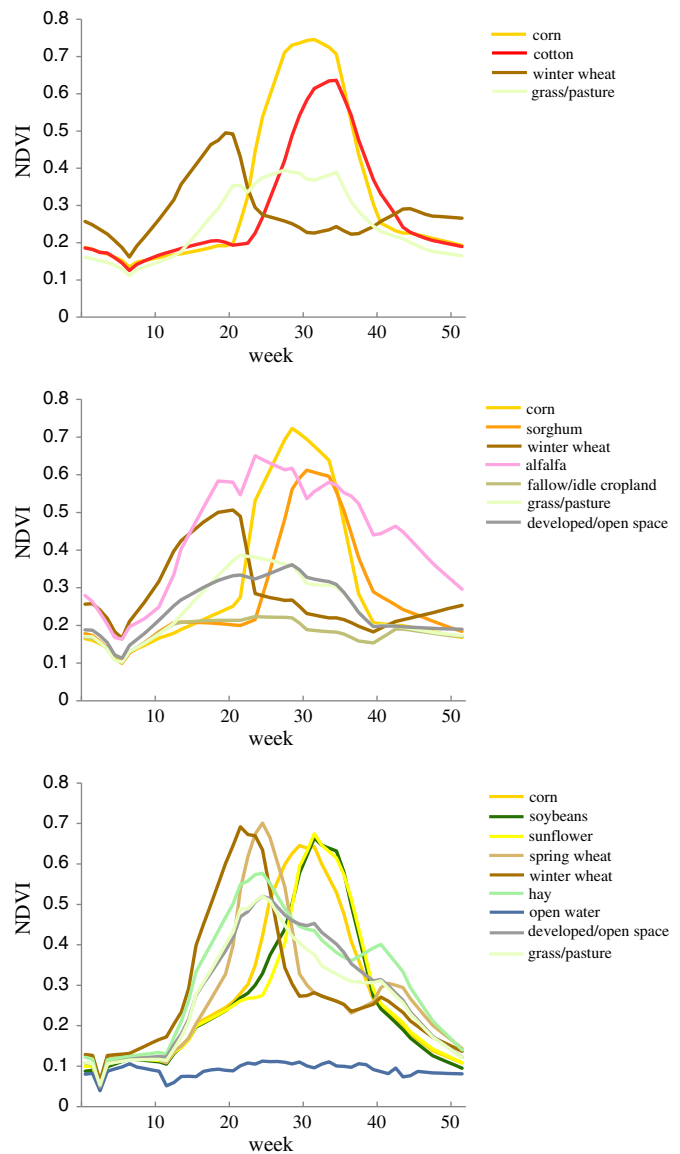 0.8
0.7
0.6
0.5
0.4
0.3
0.2
0.1
0
NDVI
10
20
30
40
50
week
corn
cotton
winter wheat
grass/pasture
0.8
0.7
0.6
0.5
0.4
0.3
0.2
0.1
0
NDVI
10
20
30
40
50
week
corn
sorghum
winter wheat
alfalfa
fallow/idle cropland
grass/pasture
developed/open space
0.8
0.7
0.6
0.5
0.4
0.3
0.2
0.1
0
NDVI
10
20
30
40
50
week
corn
soybeans
sunflower
spring wheat
winter wheat
hay
open water
developed/open space
grass/pasture